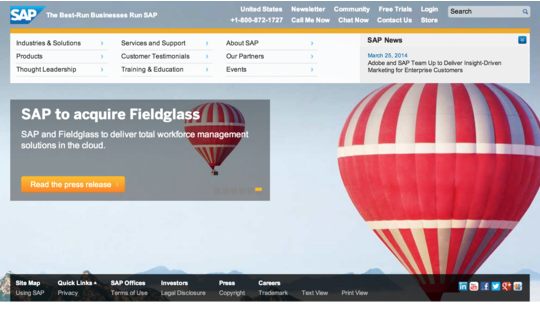 SAP The Best-Run Businesses Run SAP
United States Newsletter Community Free Trials Login
+1-800-872-1727 Call Me Now Chat Now Contact Us Store
Search
Industries & Solutions
Products
Thought Leadership
Services and Support
Customer Testimonials
Training & Education
About SAP
Our Partners
Events
SAP News
March 25, 2014
Adobe and SAP Team Up to Deliver Insight-Driven
Marketing for Enterprise Customers
SAP to acquire Fieldglass
SAP and Fieldglass to deliver total workforce management
solutions in the cloud.
Read the press release
Site Map Quick Links SAP Offices Investors Press Careers
Using SAP Privacy Terms of Use Legal Disclosure Copyright Trademark Text View Print View